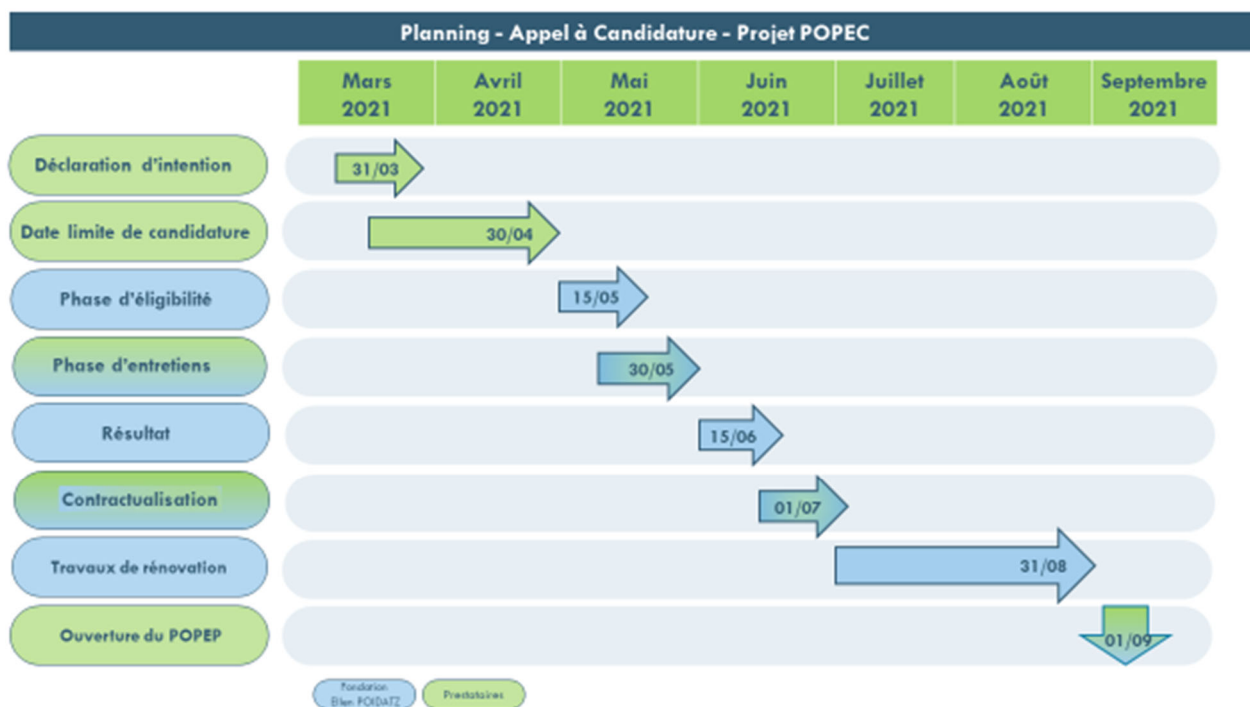 Planning - Appel à Candidature - Projet POPEC
Mars Avril Mai Juin Juillet Août Septembre
2021 2021 2021 2021 2021 2021 2021
Déclaration d'intention 31/03
Date limite de candidature 30/04
Phase d'éligibilité 15/05
Phase d'entretiens 30/05
Résultat 15/06
Contractualisation 01/07
Travaux de rénovation 31/08
Ouverture du POPEP 01/09
Fondation
Ellen POIDATZ
Prestataires